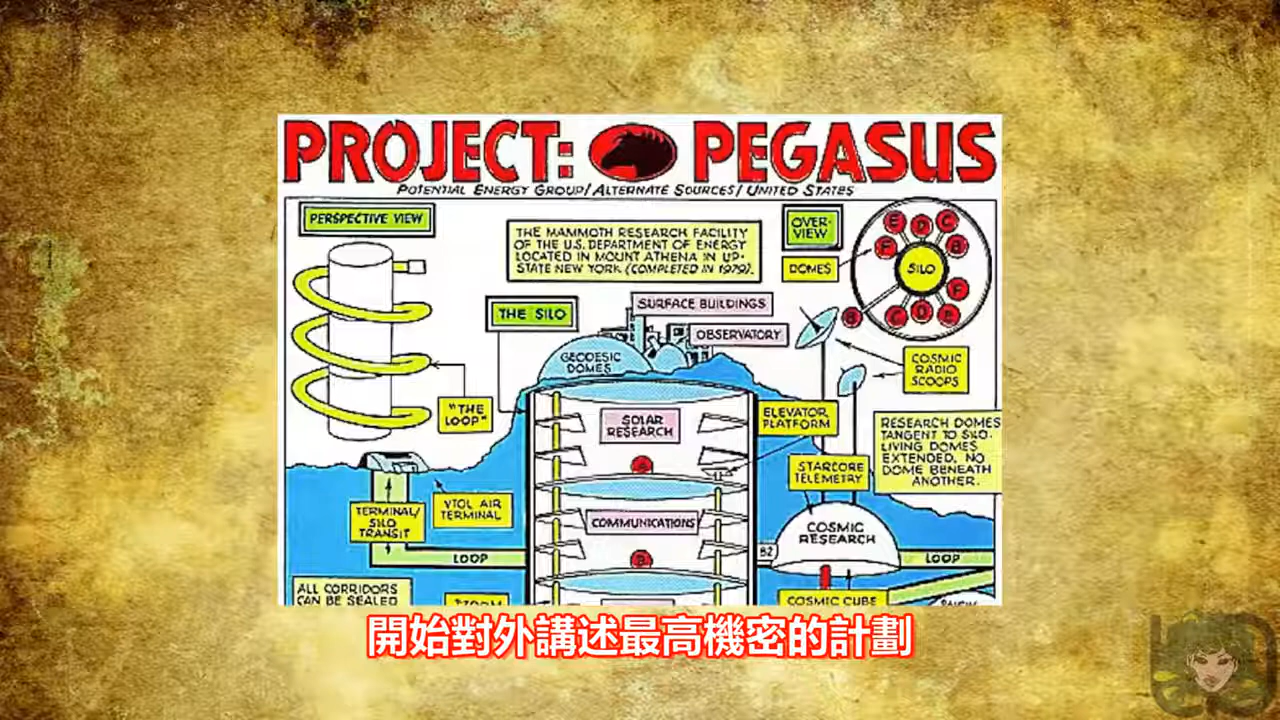 PROJECT: PEGASUS
POTENTIAL ENERGY GROUP/ALTERNATE SOURCES/UNITED STATES
PERSPECTIVE VIEW
THE MAMMOTH RESEARCH FACILITY
OF THE U.S. DEPARTMENT OF ENERGY
LOCATED IN MOUNT ATHENA IN UP-
STATE NEW YORK (COMPLETED IN 1979).
OVER-
VIEW
DOMES
E D C
F B
SILO
F
B C D E
THE SILO
SURFACE BUILDINGS
OBSERVATORY
GEODESIC
DOMES
COSMIC
RADIO
SCOOPS
"THE
LOOP"
SOLAR
RESEARCH
A
ELEVATOR
PLATFORM
RESEARCH DOMES
TANGENT TO SILO.
LIVING DOMES
EXTENDED. NO
DOME BENEATH
ANOTHER.
STARCORE
TELEMETRY
TERMINAL/
SILO
TRANSIT
VTOL AIR
TERMINAL
COMMUNICATIONS
COSMIC
RESEARCH
LOOP
B2
LOOP
ALL CORRIDORS
CAN BE SEALED
COSMIC CUBE
開始對外講述最高機密的計劃